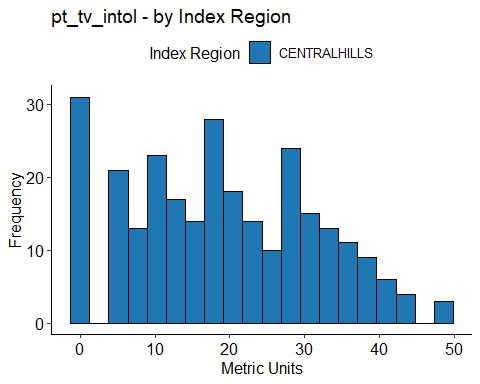 pt_tv_intol - by Index Region
Index Region CENTRALHILLS
Frequency
30
20
10
0
0 10 20 30 40 50
Metric Units